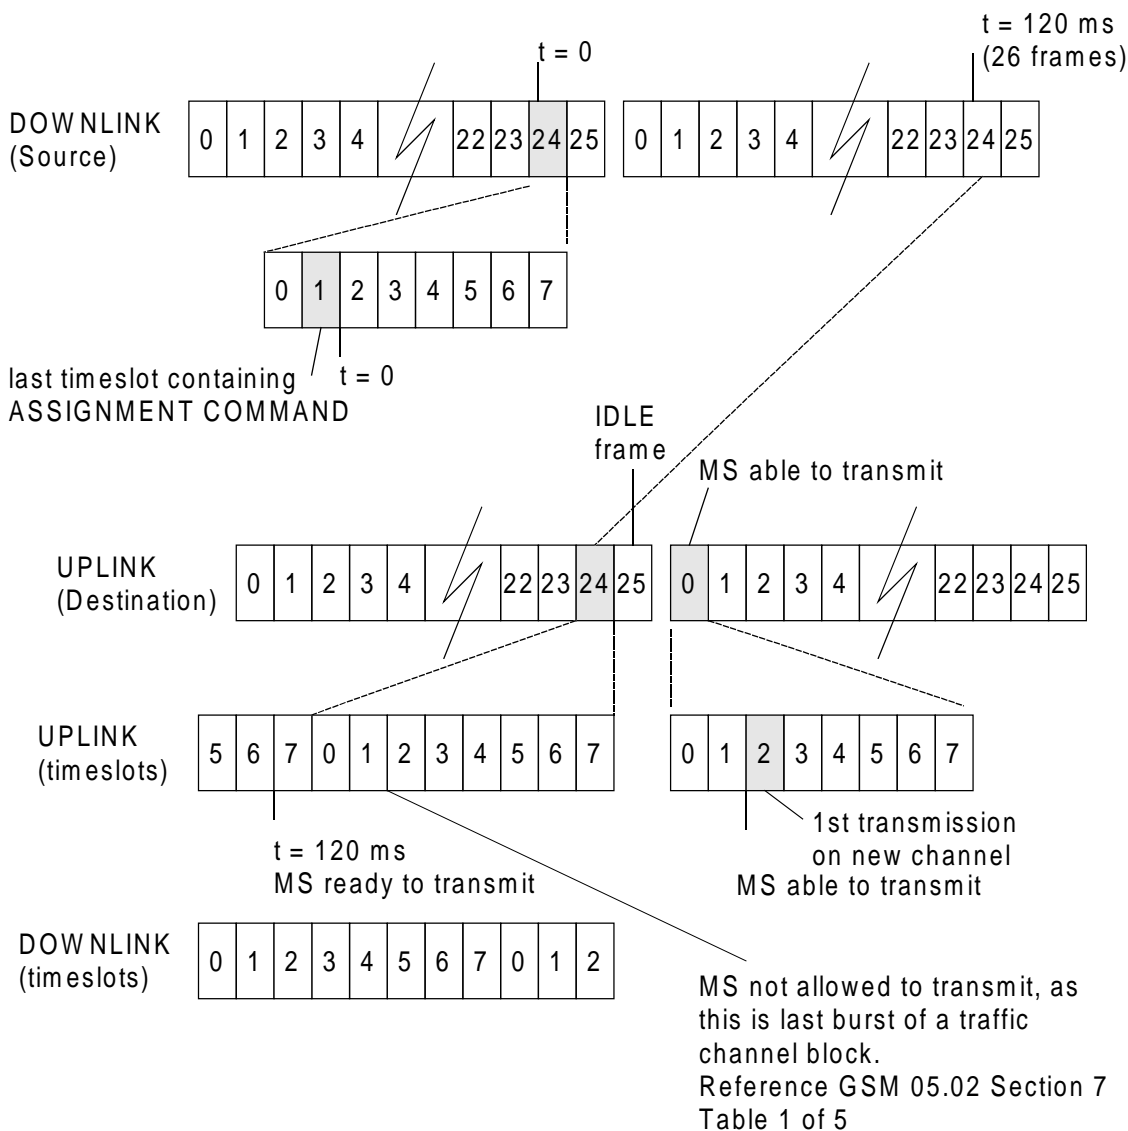 t = 120 ms
(26 frames)
t = 0
DOWNLINK
(Source)
0 1 2 3 4 22 23 24 25
0 1 2 3 4 22 23 24 25
0 1 2 3 4 5 6 7
last timeslot containing
ASSIGNMENT COMMAND
t = 0
IDLE
frame
MS able to transmit
UPLINK
(Destination)
0 1 2 3 4 22 23 24 25
0 1 2 3 4 22 23 24 25
UPLINK
(timeslots)
5 6 7 0 1 2 3 4 5 6 7
0 1 2 3 4 5 6 7
t = 120 ms
MS ready to transmit
1st transmission
on new channel
MS able to transmit
DOWNLINK
(timeslots)
0 1 2 3 4 5 6 7 0 1 2
MS not allowed to transmit, as
this is last burst of a traffic
channel block.
Reference GSM 05.02 Section 7
Table 1 of 5